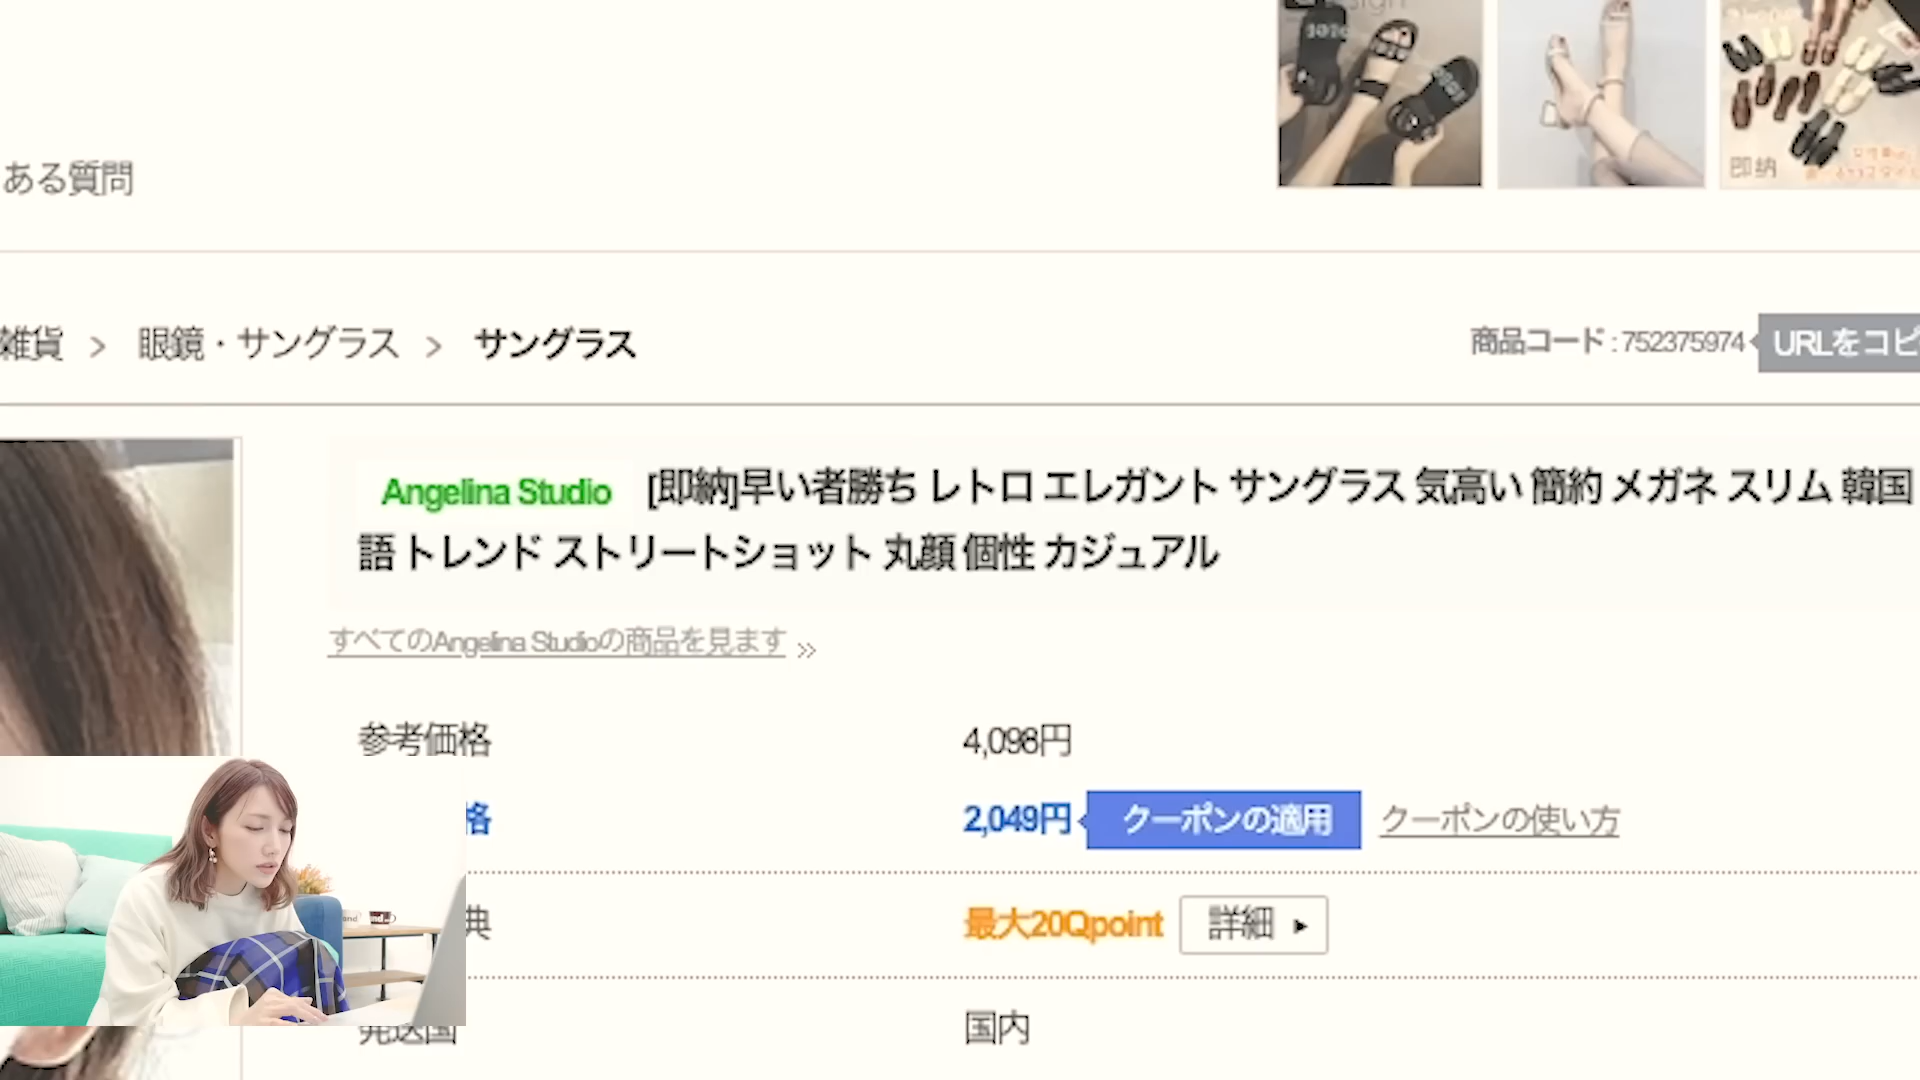 即納
ある質問
雑貨 > 眼鏡・サングラス > サングラス
商品コード : 752375974
URLをコピ
Angelina Studio [即納]早い者勝ち レトロ エレガント サングラス 気高い 簡約 メガネ スリム 韓国
語 トレンド ストリートショット 丸顔 個性 カジュアル
すべてのAngelina Studioの商品を見ます »
参考価格 4,098円
格 2,049円 クーポンの適用 クーポンの使い方
典 最大20Qpoint 詳細 ▶
発送国 国内